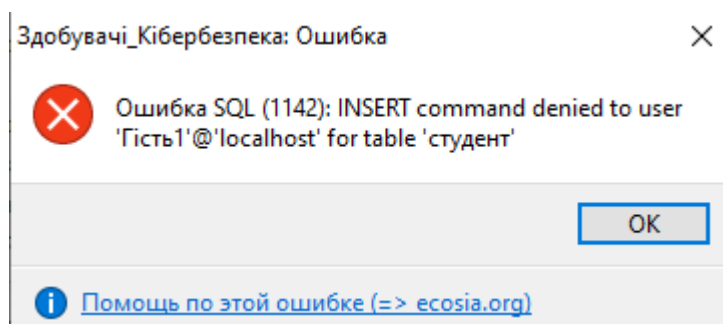 Здобувачі_Кібербезпека: Ошибка
Ошибка SQL (1142): INSERT command denied to user
'Гість1'@'localhost' for table 'студент'
OK
Помощь по этой ошибке (=> ecosia.org)